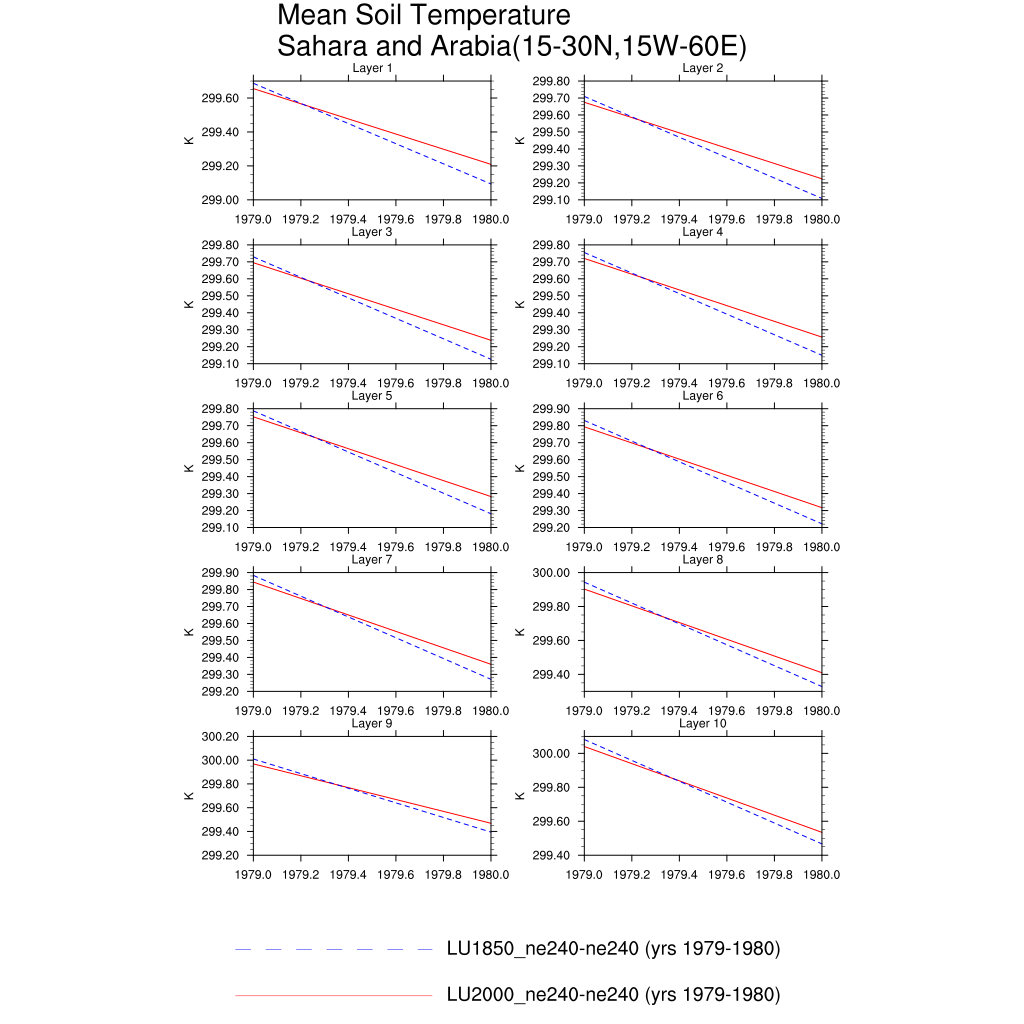 Mean Soil Temperature
Sahara and Arabia(15-30N,15W-60E)
Layer 1
299.60
299.40
299.20
299.00
K
1979.0 1979.2 1979.4 1979.6 1979.8 1980.0
Layer 2
299.80
299.70
299.60
299.50
299.40
299.30
299.20
299.10
K
1979.0 1979.2 1979.4 1979.6 1979.8 1980.0
Layer 3
299.80
299.70
299.60
299.50
299.40
299.30
299.20
299.10
K
1979.0 1979.2 1979.4 1979.6 1979.8 1980.0
Layer 4
299.80
299.70
299.60
299.50
299.40
299.30
299.20
299.10
K
1979.0 1979.2 1979.4 1979.6 1979.8 1980.0
Layer 5
299.80
299.70
299.60
299.50
299.40
299.30
299.20
299.10
K
1979.0 1979.2 1979.4 1979.6 1979.8 1980.0
Layer 6
299.90
299.80
299.70
299.60
299.50
299.40
299.30
299.20
K
1979.0 1979.2 1979.4 1979.6 1979.8 1980.0
Layer 7
299.90
299.80
299.70
299.60
299.50
299.40
299.30
299.20
K
1979.0 1979.2 1979.4 1979.6 1979.8 1980.0
Layer 8
300.00
299.80
299.60
299.40
K
1979.0 1979.2 1979.4 1979.6 1979.8 1980.0
Layer 9
300.20
300.00
299.80
299.60
299.40
299.20
K
1979.0 1979.2 1979.4 1979.6 1979.8 1980.0
Layer 10
300.00
299.80
299.60
299.40
K
1979.0 1979.2 1979.4 1979.6 1979.8 1980.0
LU1850_ne240-ne240 (yrs 1979-1980)
LU2000_ne240-ne240 (yrs 1979-1980)